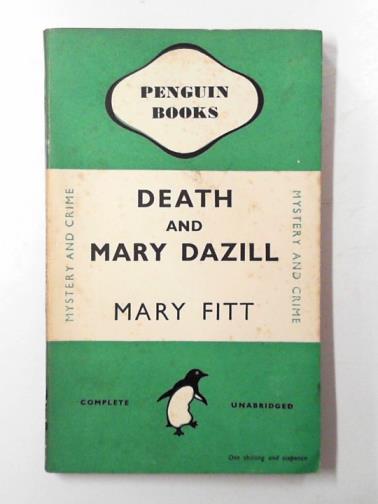 PENGUIN
BOOKS
DEATH
AND
MARY DAZILL
MARY FITT
MYSTERY AND CRIME
MYSTERY AND CRIME
COMPLETE
UNABRIDGED
One shilling and sixpence